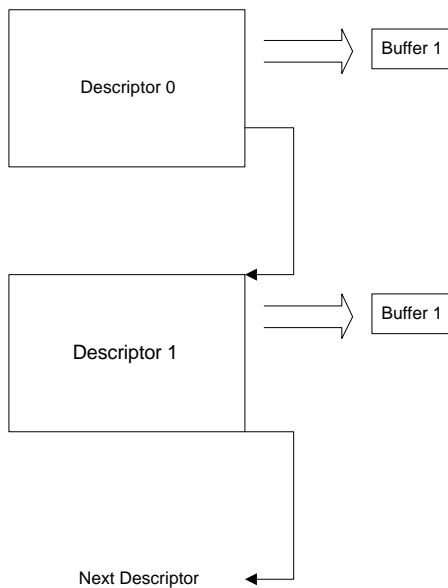 Descriptor 0
Buffer 1
Descriptor 1
Buffer 1
Next Descriptor